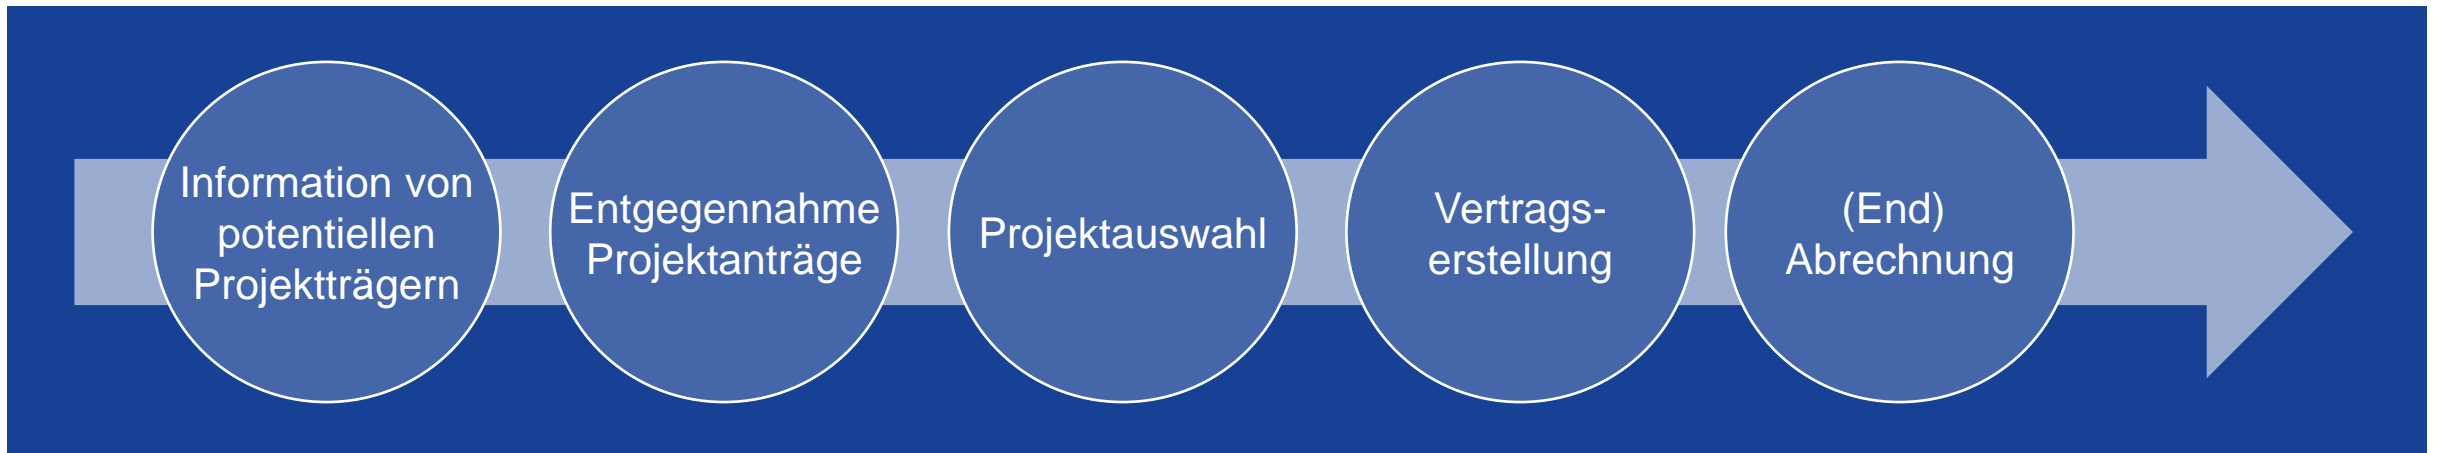 Information von
potentiellen
Projektträgern
Entgegennahme
Projektanträge
Projektauswahl
Vertrags-
erstellung
(End)
Abrechnung